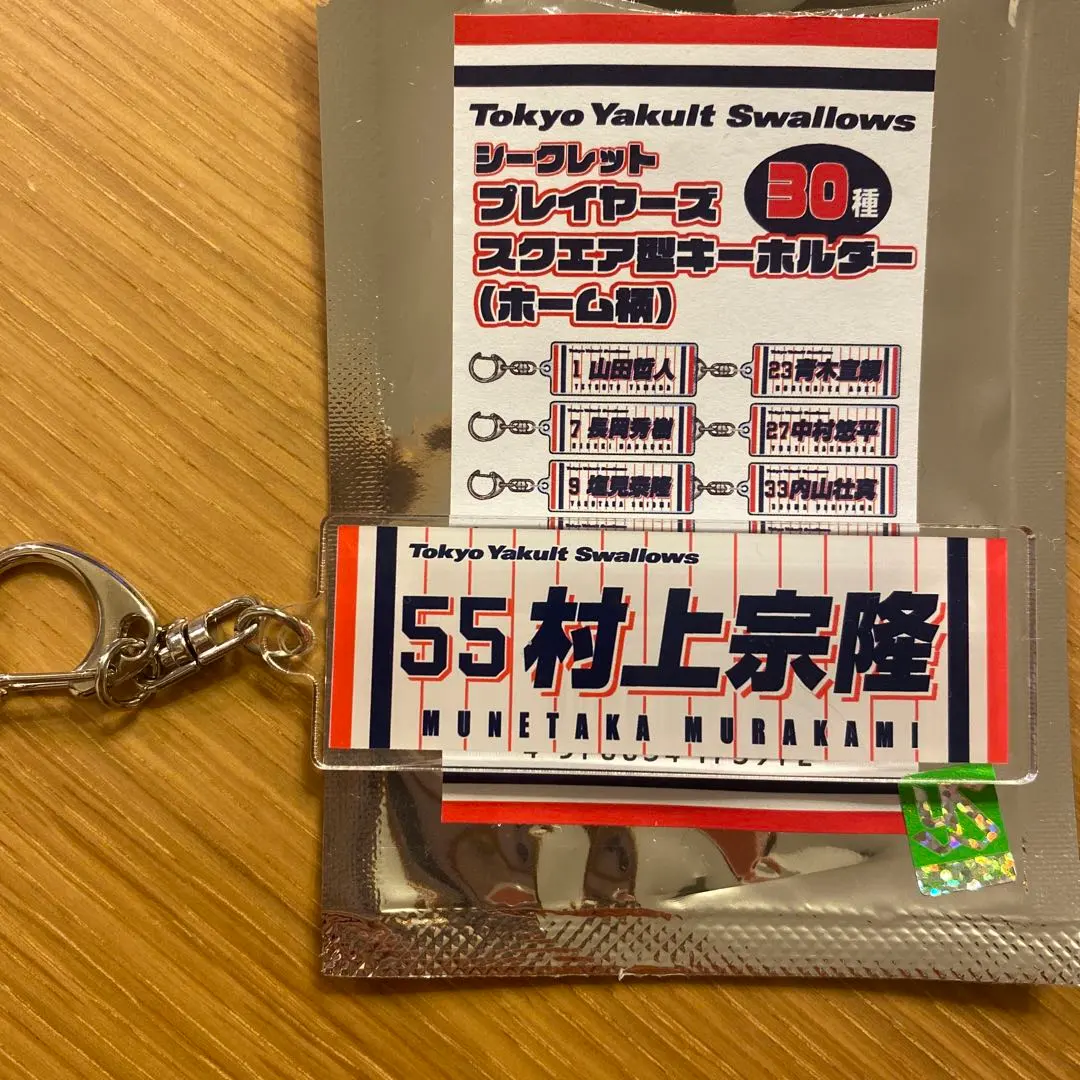 Tokyo Yakult Swallows
シークレット
プレイヤーズ
30種
スクエア型キーホルダー
(ホーム柄)
1 山田哲人
23 青木宣親
7 長岡秀樹
27 中村悠平
9 塩見泰隆
33 内山壮真
Tokyo Yakult Swallows
55 村上宗隆
MUNETAKA MURAKAMI